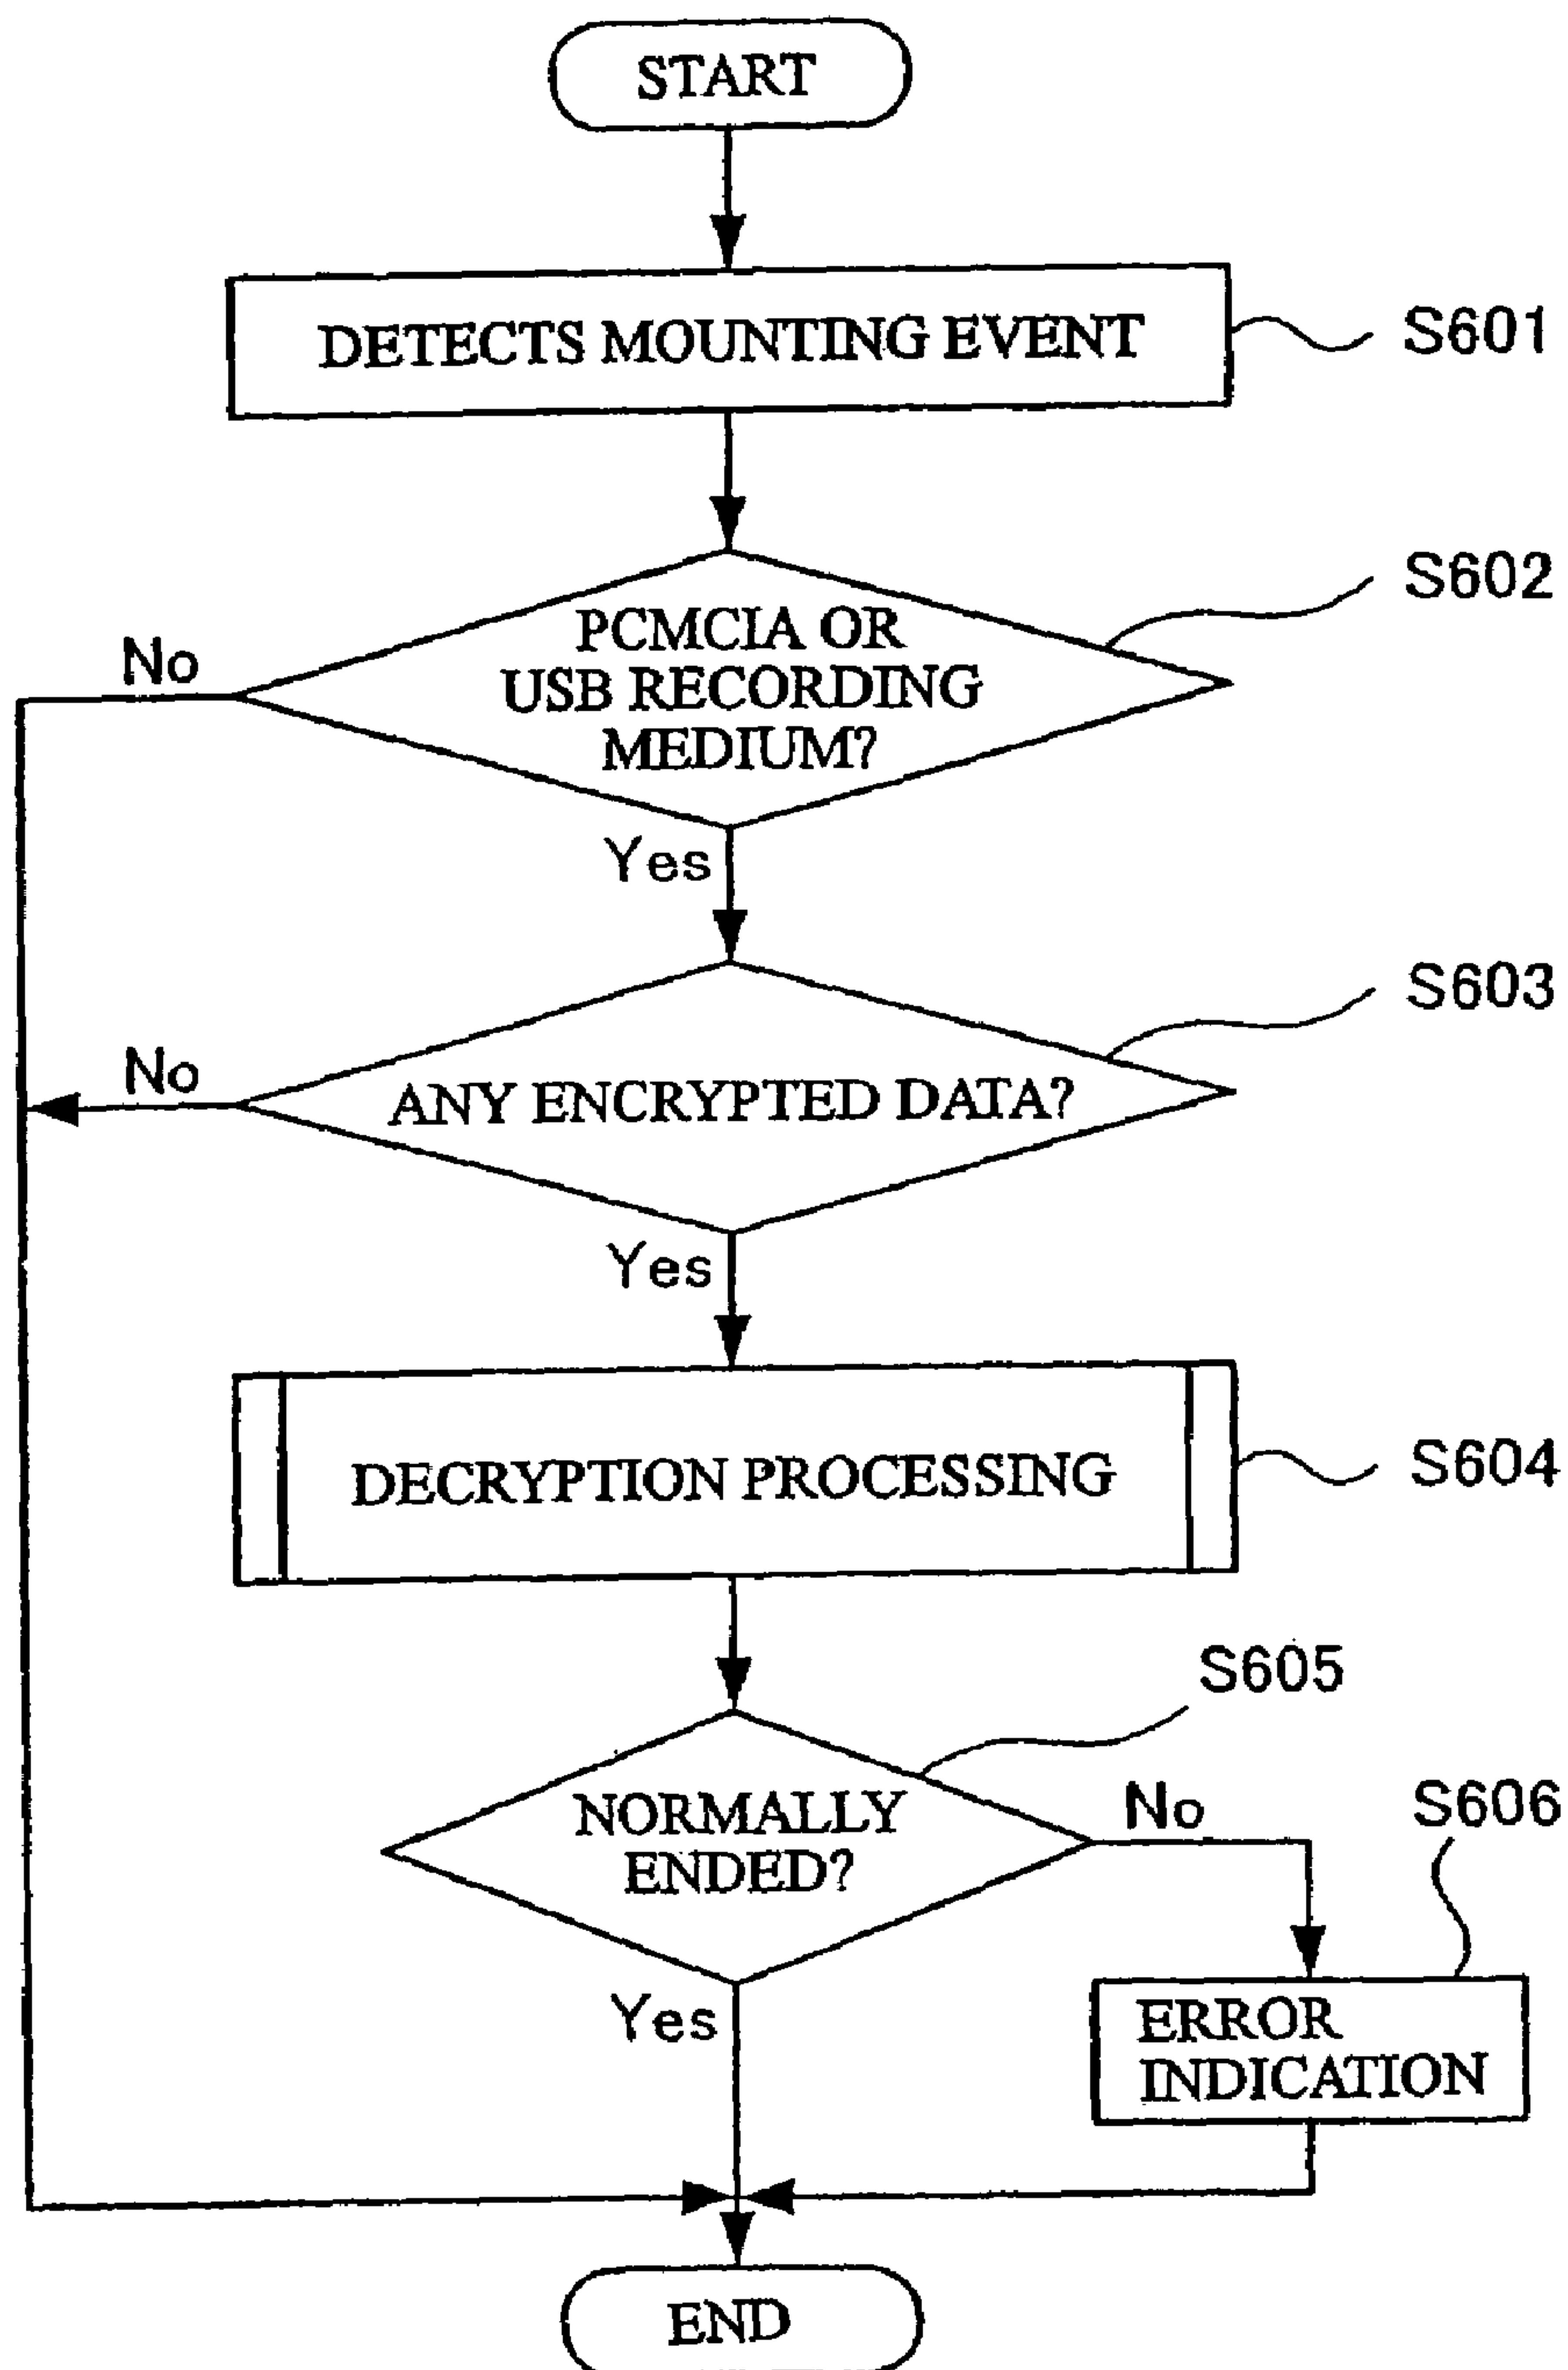 START
DETECTS MOUNTING EVENT
S601
S602
PCMCIA OR
USB RECORDING
MEDIUM?
No
Yes
S603
No
ANY ENCRYPTED DATA?
Yes
DECRYPTION PROCESSING
S604
S605
NORMALLY
ENDED?
No
S606
Yes
ERROR
INDICATION
END